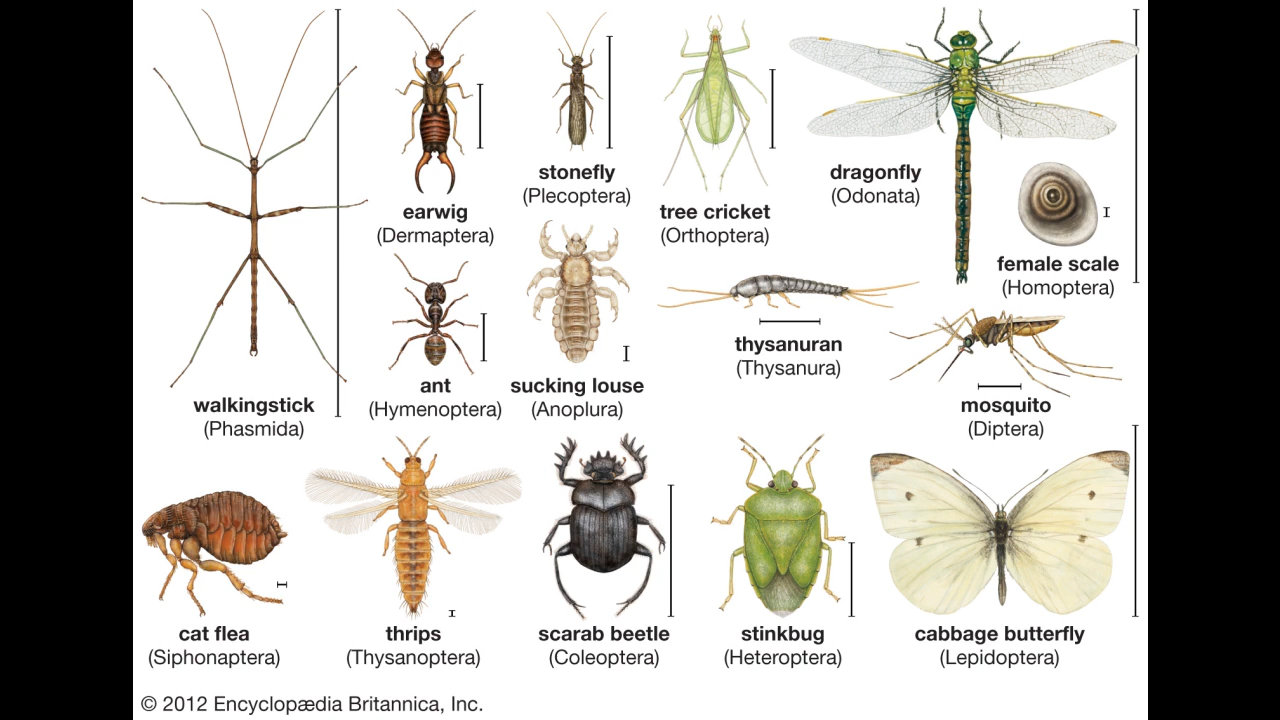 earwig
(Dermaptera)
stonefly
(Plecoptera)
tree cricket
(Orthoptera)
dragonfly
(Odonata)
female scale
(Homoptera)
walkingstick
(Phasmida)
ant
(Hymenoptera)
sucking louse
(Anoplura)
thysanuran
(Thysanura)
mosquito
(Diptera)
cat flea
(Siphonaptera)
thrips
(Thysanoptera)
scarab beetle
(Coleoptera)
stinkbug
(Heteroptera)
cabbage butterfly
(Lepidoptera)
© 2012 Encyclopædia Britannica, Inc.